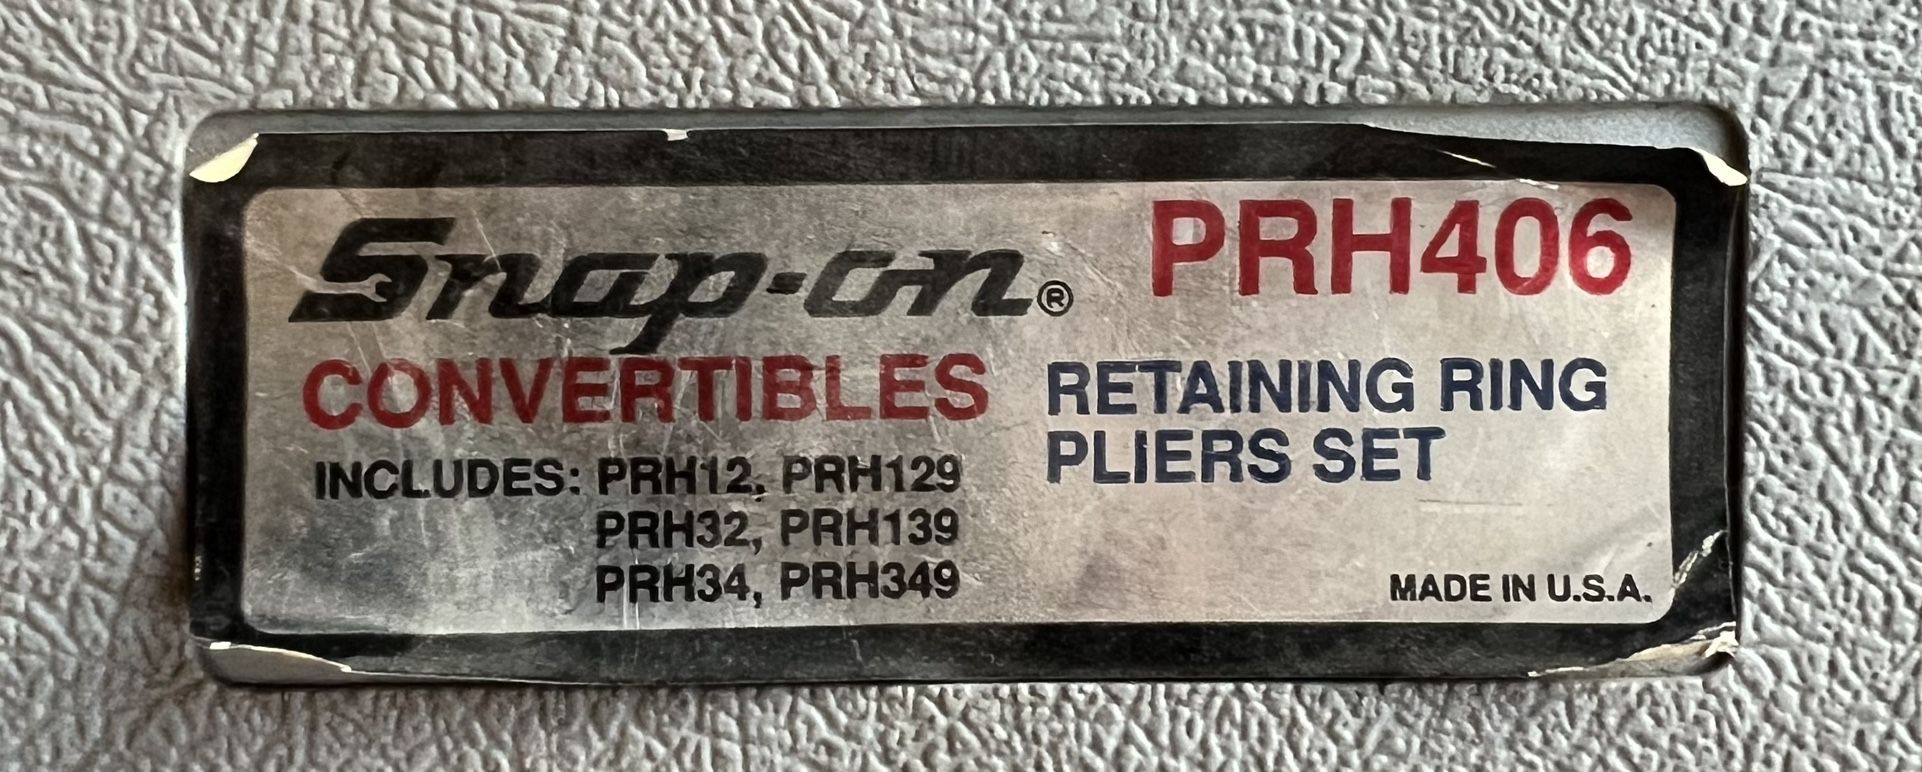 Snap-on® PRH406
CONVERTIBLES
RETAINING RING
PLIERS SET
INCLUDES: PRH12, PRH129
PRH32, PRH139
PRH34, PRH349
MADE IN U.S.A.